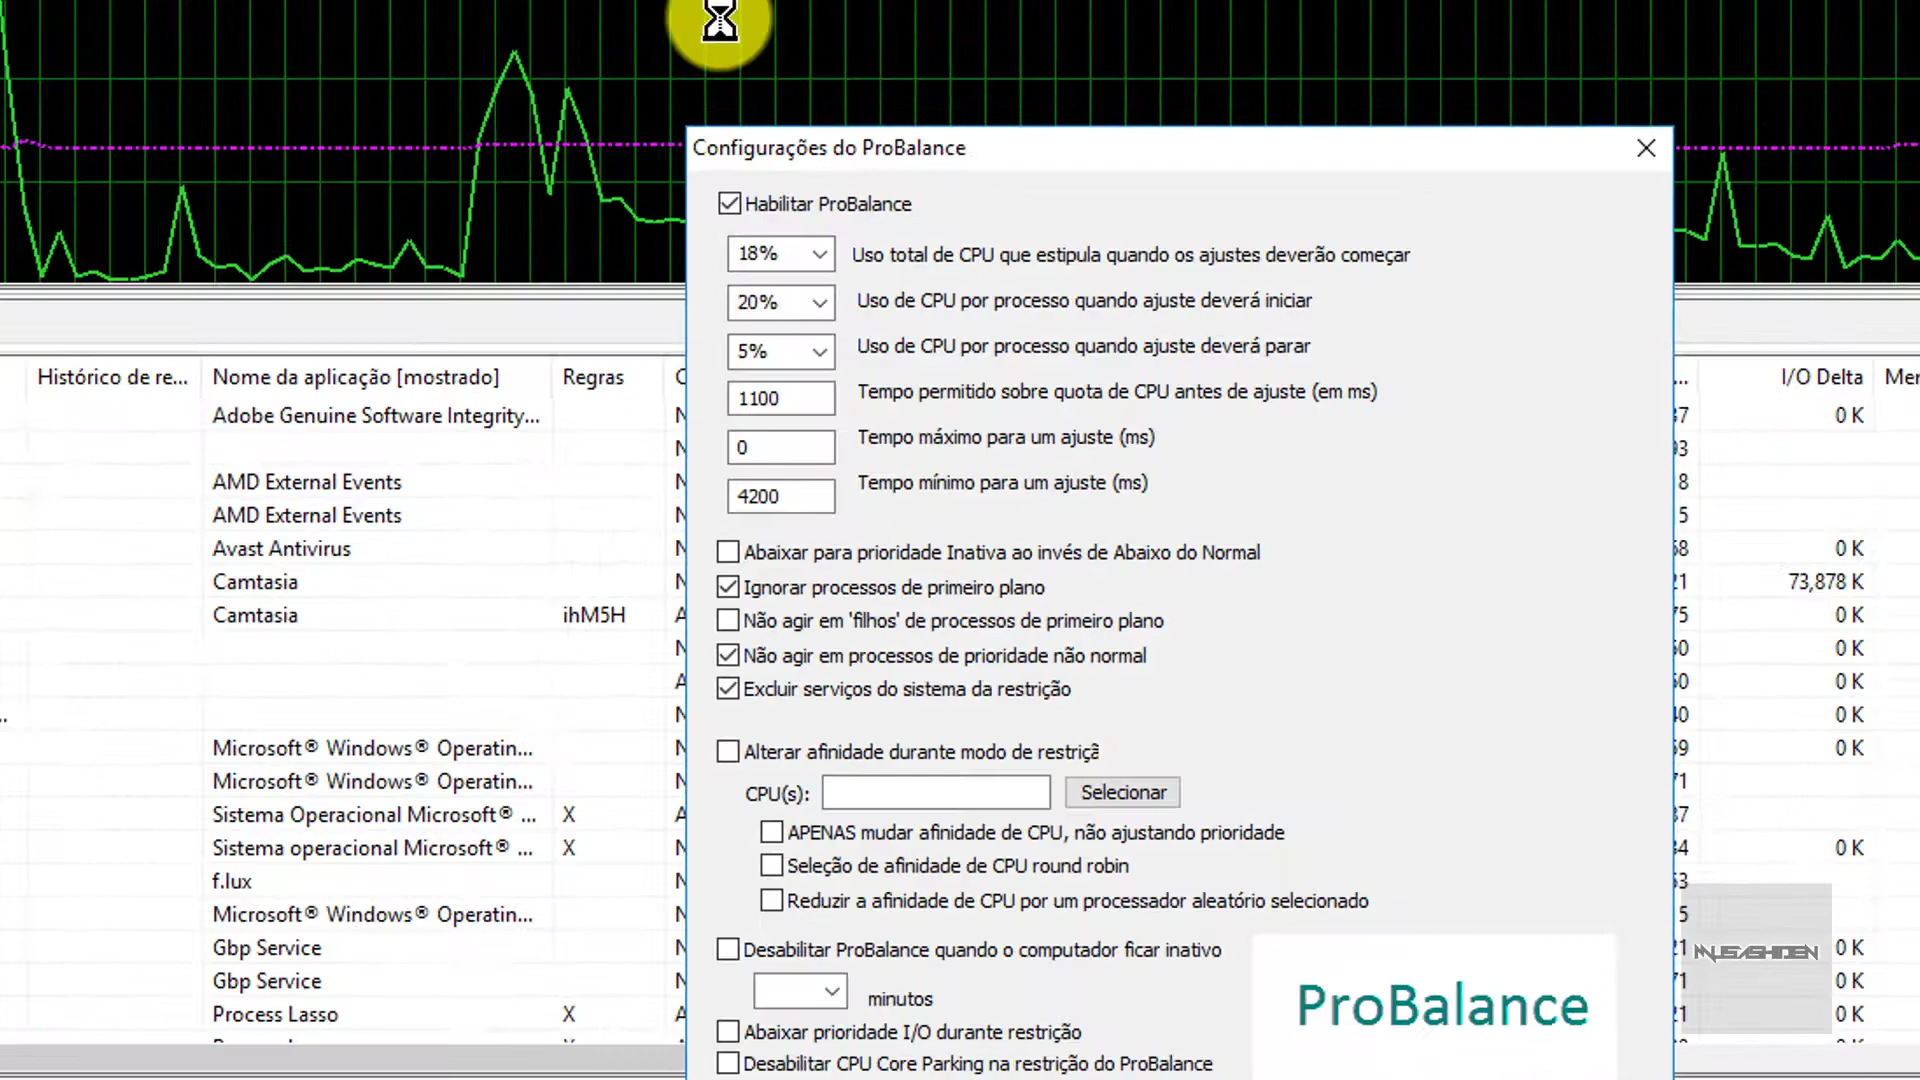 Configurações do ProBalance
Habilitar ProBalance
18% Uso total de CPU que estipula quando os ajustes deverão começar
20% Uso de CPU por processo quando ajuste deverá iniciar
5% Uso de CPU por processo quando ajuste deverá parar
1100 Tempo permitido sobre quota de CPU antes de ajuste (em ms)
0 Tempo máximo para um ajuste (ms)
4200 Tempo mínimo para um ajuste (ms)
Abaixar para prioridade Inativa ao invés de Abaixo do Normal
Ignorar processos de primeiro plano
Não agir em 'filhos' de processos de primeiro plano
Não agir em processos de prioridade não normal
Excluir serviços do sistema da restrição
Alterar afinidade durante modo de restriçã
CPU(s): Selecionar
APENAS mudar afinidade de CPU, não ajustando prioridade
Seleção de afinidade de CPU round robin
Reduzir a afinidade de CPU por um processador aleatório selecionado
Desabilitar ProBalance quando o computador ficar inativo
minutos
Abaixar prioridade I/O durante restrição
Desabilitar CPU Core Parking na restrição do ProBalance
ProBalance
Histórico de re... Nome da aplicação [mostrado] Regras
Adobe Genuine Software Integrity...
AMD External Events
AMD External Events
Avast Antivirus
Camtasia
Camtasia ihM5H
Microsoft® Windows® Operatin...
Microsoft® Windows® Operatin...
Sistema Operacional Microsoft® ... X
Sistema operacional Microsoft® ... X
f.lux
Microsoft® Windows® Operatin...
Gbp Service
Gbp Service
Process Lasso X
I/O Delta
0 K
0 K
73,878 K
0 K
0 K
0 K
0 K
0 K
0 K
0 K
0 K
0 K
MUSASHIDEN